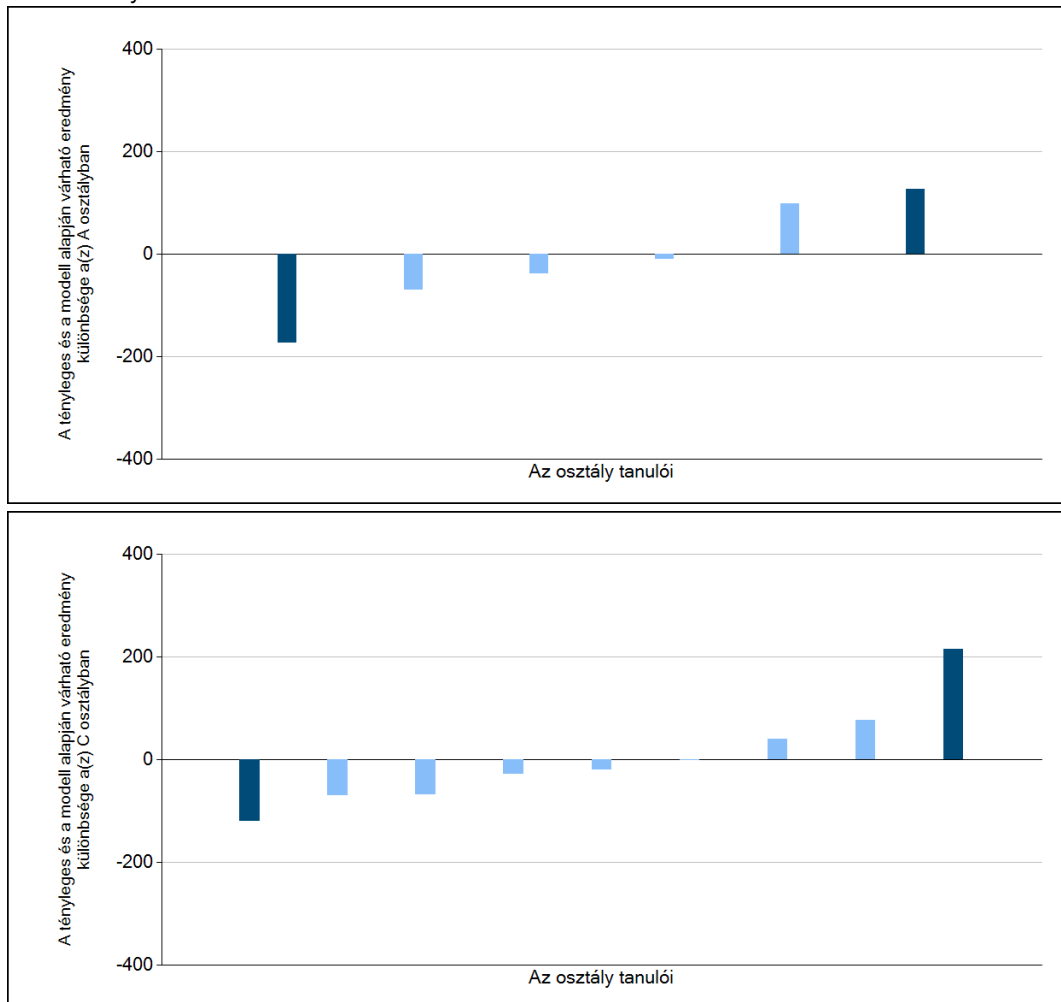 400
200
0
-200
-400
A tényleges és a modell alapján várható eredmény
különbsége a(z) A osztályban
Az osztály tanulói
400
200
0
-200
-400
A tényleges és a modell alapján várható eredmény
különbsége a(z) C osztályban
Az osztály tanulói